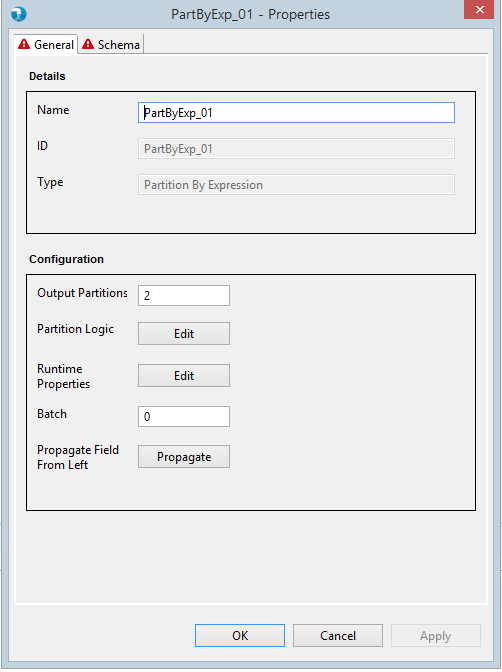 PartByExp_01 - Properties
General
Schema
Details
Name
PartByExp_01
ID
PartByExp_01
Type
Partition By Expression
Configuration
Output Partitions
2
Partition Logic
Edit
Runtime
Properties
Edit
Batch
0
Propagate Field
From Left
Propagate
OK
Cancel
Apply